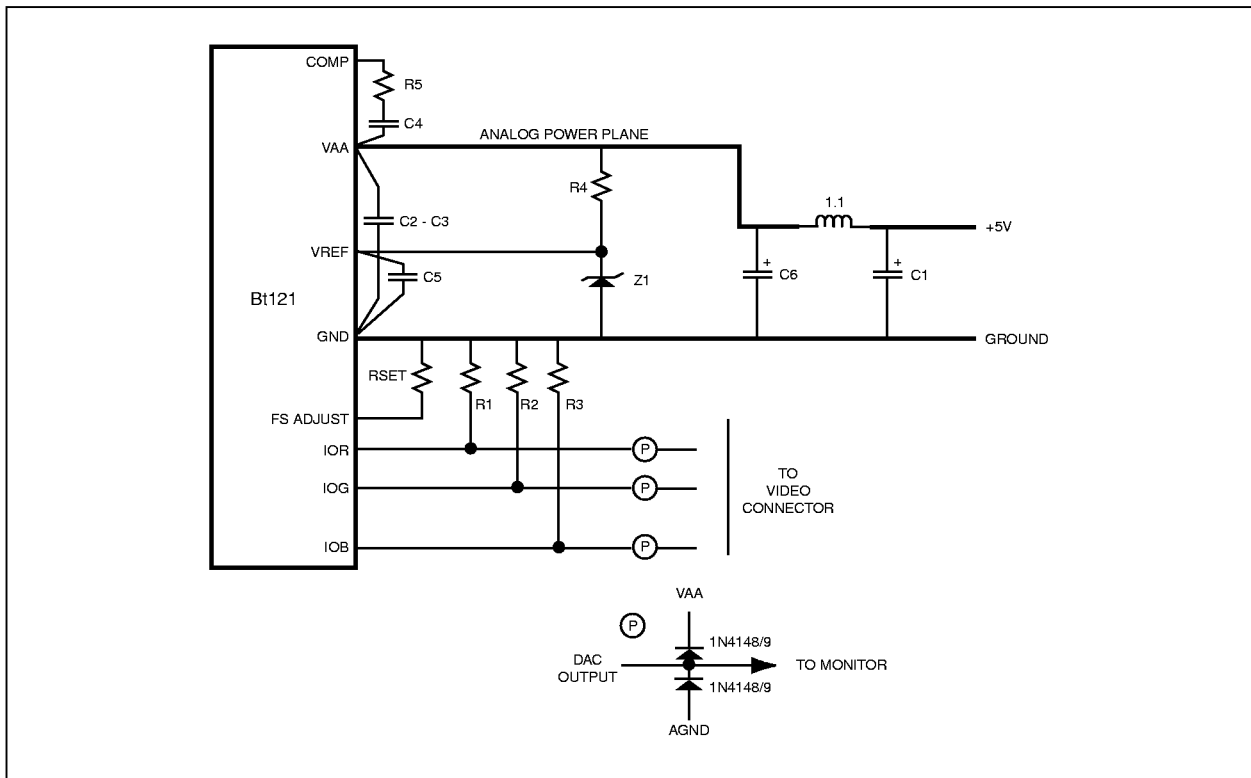 COMP
R5
C4
ANALOG POWER PLANE
VAA
R4
1.1
+5V
C2 - C3
VREF
C5
Z1
+
C6
+
C1
Bt121
GND
GROUND
RSET
R1
R2
R3
FS ADJUST
IOR
P
IOG
P
IOB
P
TO
VIDEO
CONNECTOR
VAA
P
1N4148/9
DAC
OUTPUT
TO MONITOR
1N4148/9
AGND